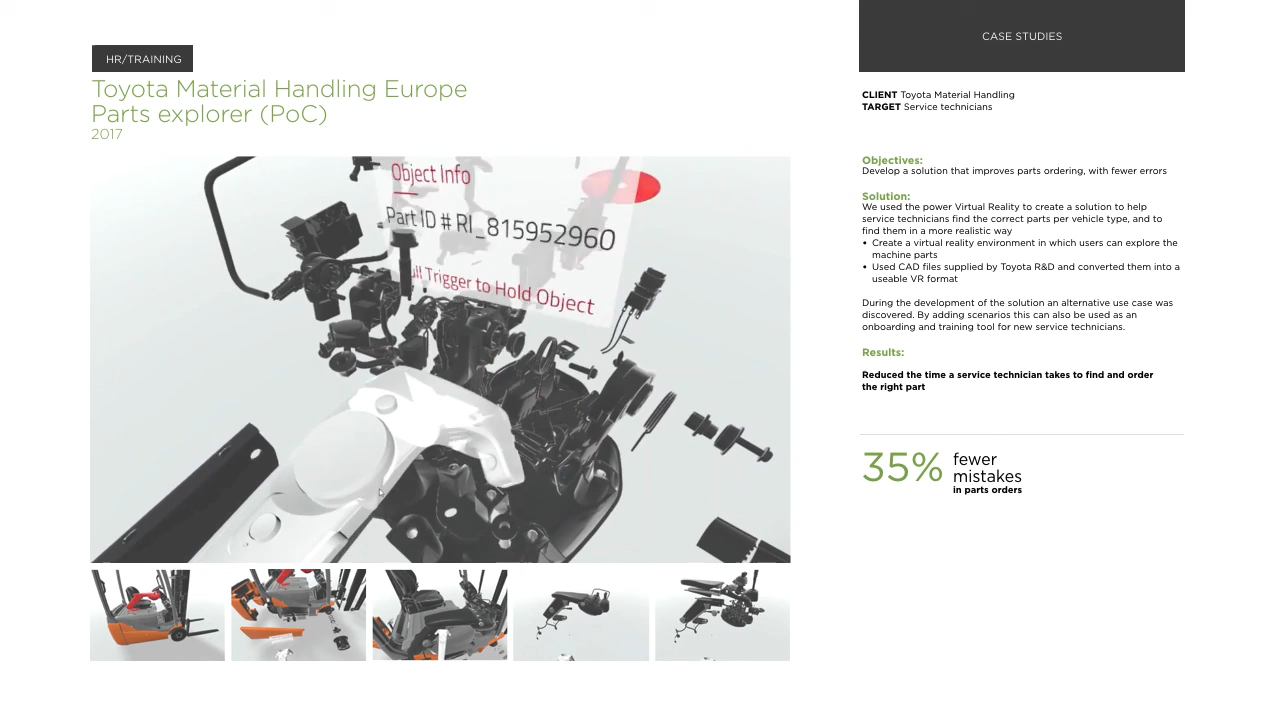 HR/TRAINING
Toyota Material Handling Europe
Parts explorer (PoC)
2017
Object Info
Part ID # RI_815952960
ull Trigger to Hold Object
CASE STUDIES
CLIENT Toyota Material Handling
TARGET Service technicians
Objectives:
Develop a solution that improves parts ordering, with fewer errors
Solution:
We used the power Virtual Reality to create a solution to help
service technicians find the correct parts per vehicle type, and to
find them in a more realistic way
• Create a virtual reality environment in which users can explore the
machine parts
• Used CAD files supplied by Toyota R&D and converted them into a
useable VR format
During the development of the solution an alternative use case was
discovered. By adding scenarios this can also be used as an
onboarding and training tool for new service technicians.
Results:
Reduced the time a service technician takes to find and order
the right part
35% fewer
mistakes
in parts orders